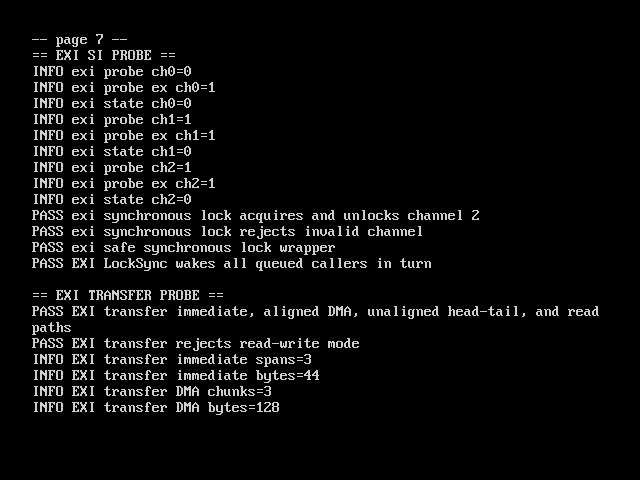 -- page 7 --
== EXI SI PROBE ==
INFO exi probe ch0=0
INFO exi probe ex ch0=1
INFO exi state ch0=0
INFO exi probe ch1=1
INFO exi probe ex ch1=1
INFO exi state ch1=0
INFO exi probe ch2=1
INFO exi probe ex ch2=1
INFO exi state ch2=0
PASS exi synchronous lock acquires and unlocks channel 2
PASS exi synchronous lock rejects invalid channel
PASS exi safe synchronous lock wrapper
PASS EXI LockSync wakes all queued callers in turn
== EXI TRANSFER PROBE ==
PASS EXI transfer immediate, aligned DMA, unaligned head-tail, and read
paths
PASS EXI transfer rejects read-write mode
INFO EXI transfer immediate spans=3
INFO EXI transfer immediate bytes=44
INFO EXI transfer DMA chunks=3
INFO EXI transfer DMA bytes=128